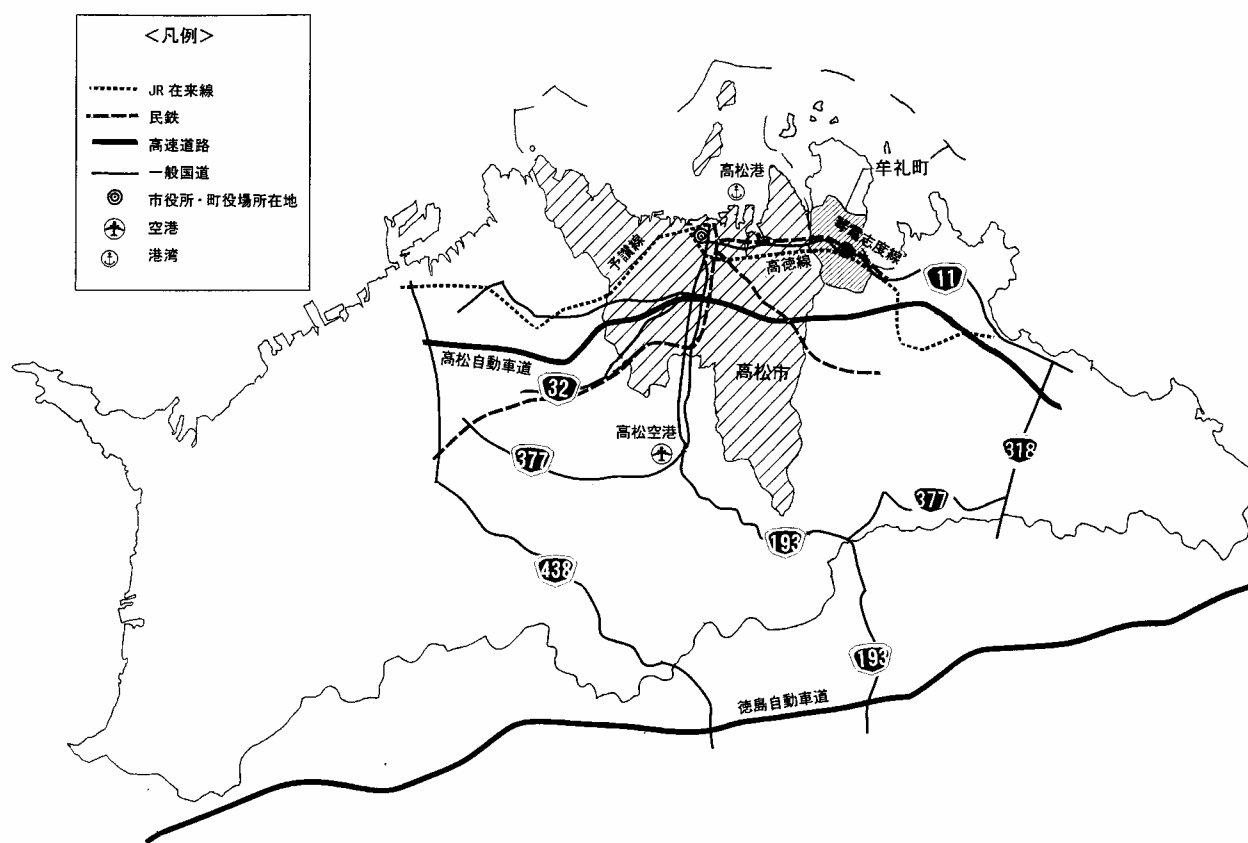 <凡例>
JR 在来線
民鉄
高速道路
一般国道
市役所・町役場所在地
空港
港湾
牟礼町
高松港
琴電志度線
予讃線
高徳線
11
高松自動車道
32
高松市
高松空港
377
318
377
193
438
193
徳島自動車道